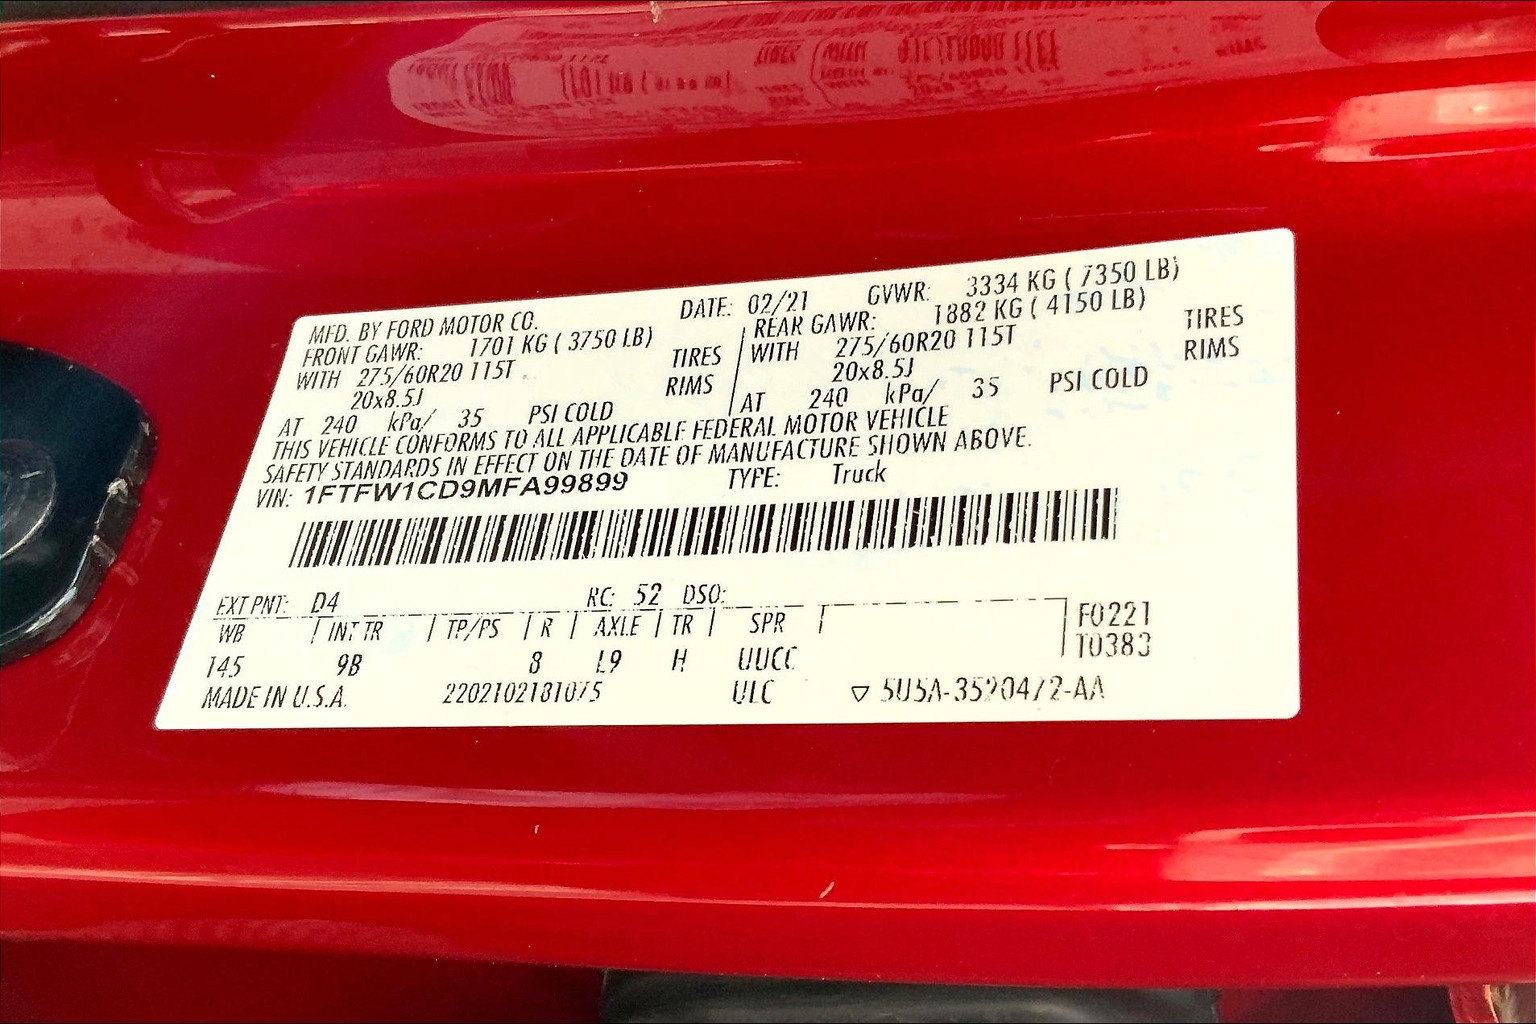 MFD. BY FORD MOTOR CO. DATE: 02/21 GVWR: 3334 KG ( 7350 LB)
FRONT GAWR: 1701 KG ( 3750 LB) REAR GAWR: 1882 KG ( 4150 LB)
WITH 275/60R20 115T TIRES WITH 275/60R20 115T TIRES
20x8.5J RIMS 20x8.5J RIMS
AT 240 kPa/ 35 PSI COLD AT 240 kPa/ 35 PSI COLD
THIS VEHICLE CONFORMS TO ALL APPLICABLE FEDERAL MOTOR VEHICLE
SAFETY STANDARDS IN EFFECT ON THE DATE OF MANUFACTURE SHOWN ABOVE.
VIN: 1FTFW1CD9MFA99899 TYPE: Truck
EXT PNT: D4 RC: 52 DSO:
WB INT TR TP/PS R AXLE TR SPR F0221
T0383
145 9B 8 L9 H UUCC
MADE IN U.S.A. 2202102181075 ULC